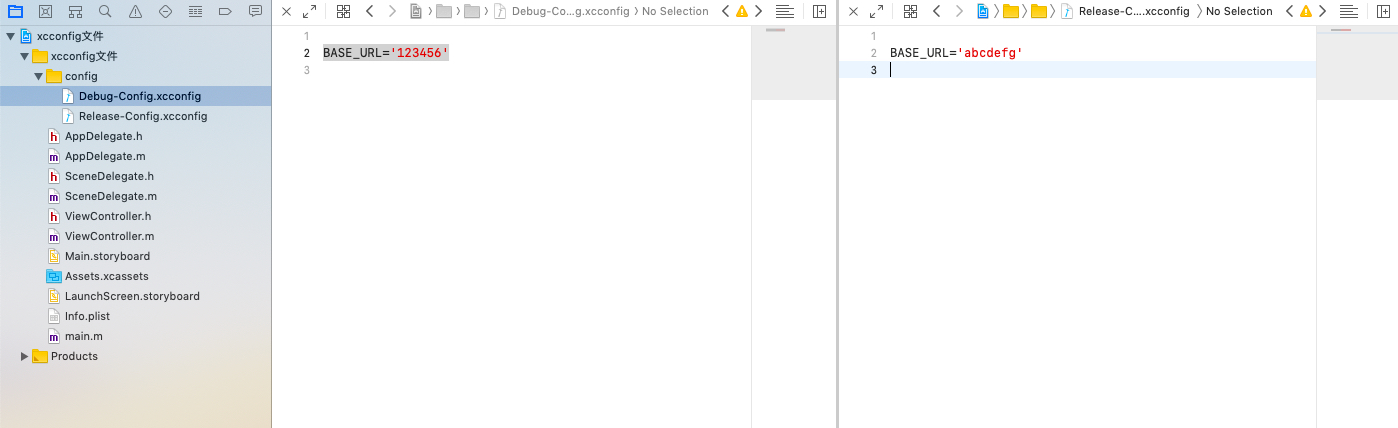 Debug-Co...g.xcconfig 〉No Selection
Release-C....xcconfig 〉No Selection
xcconfig文件
xcconfig文件
config
Debug-Config.xcconfig
Release-Config.xcconfig
AppDelegate.h
AppDelegate.m
SceneDelegate.h
SceneDelegate.m
ViewController.h
ViewController.m
Main.storyboard
Assets.xcassets
LaunchScreen.storyboard
Info.plist
main.m
Products
1
2 BASE_URL='123456'
3
1
2 BASE_URL='abcdefg'
3